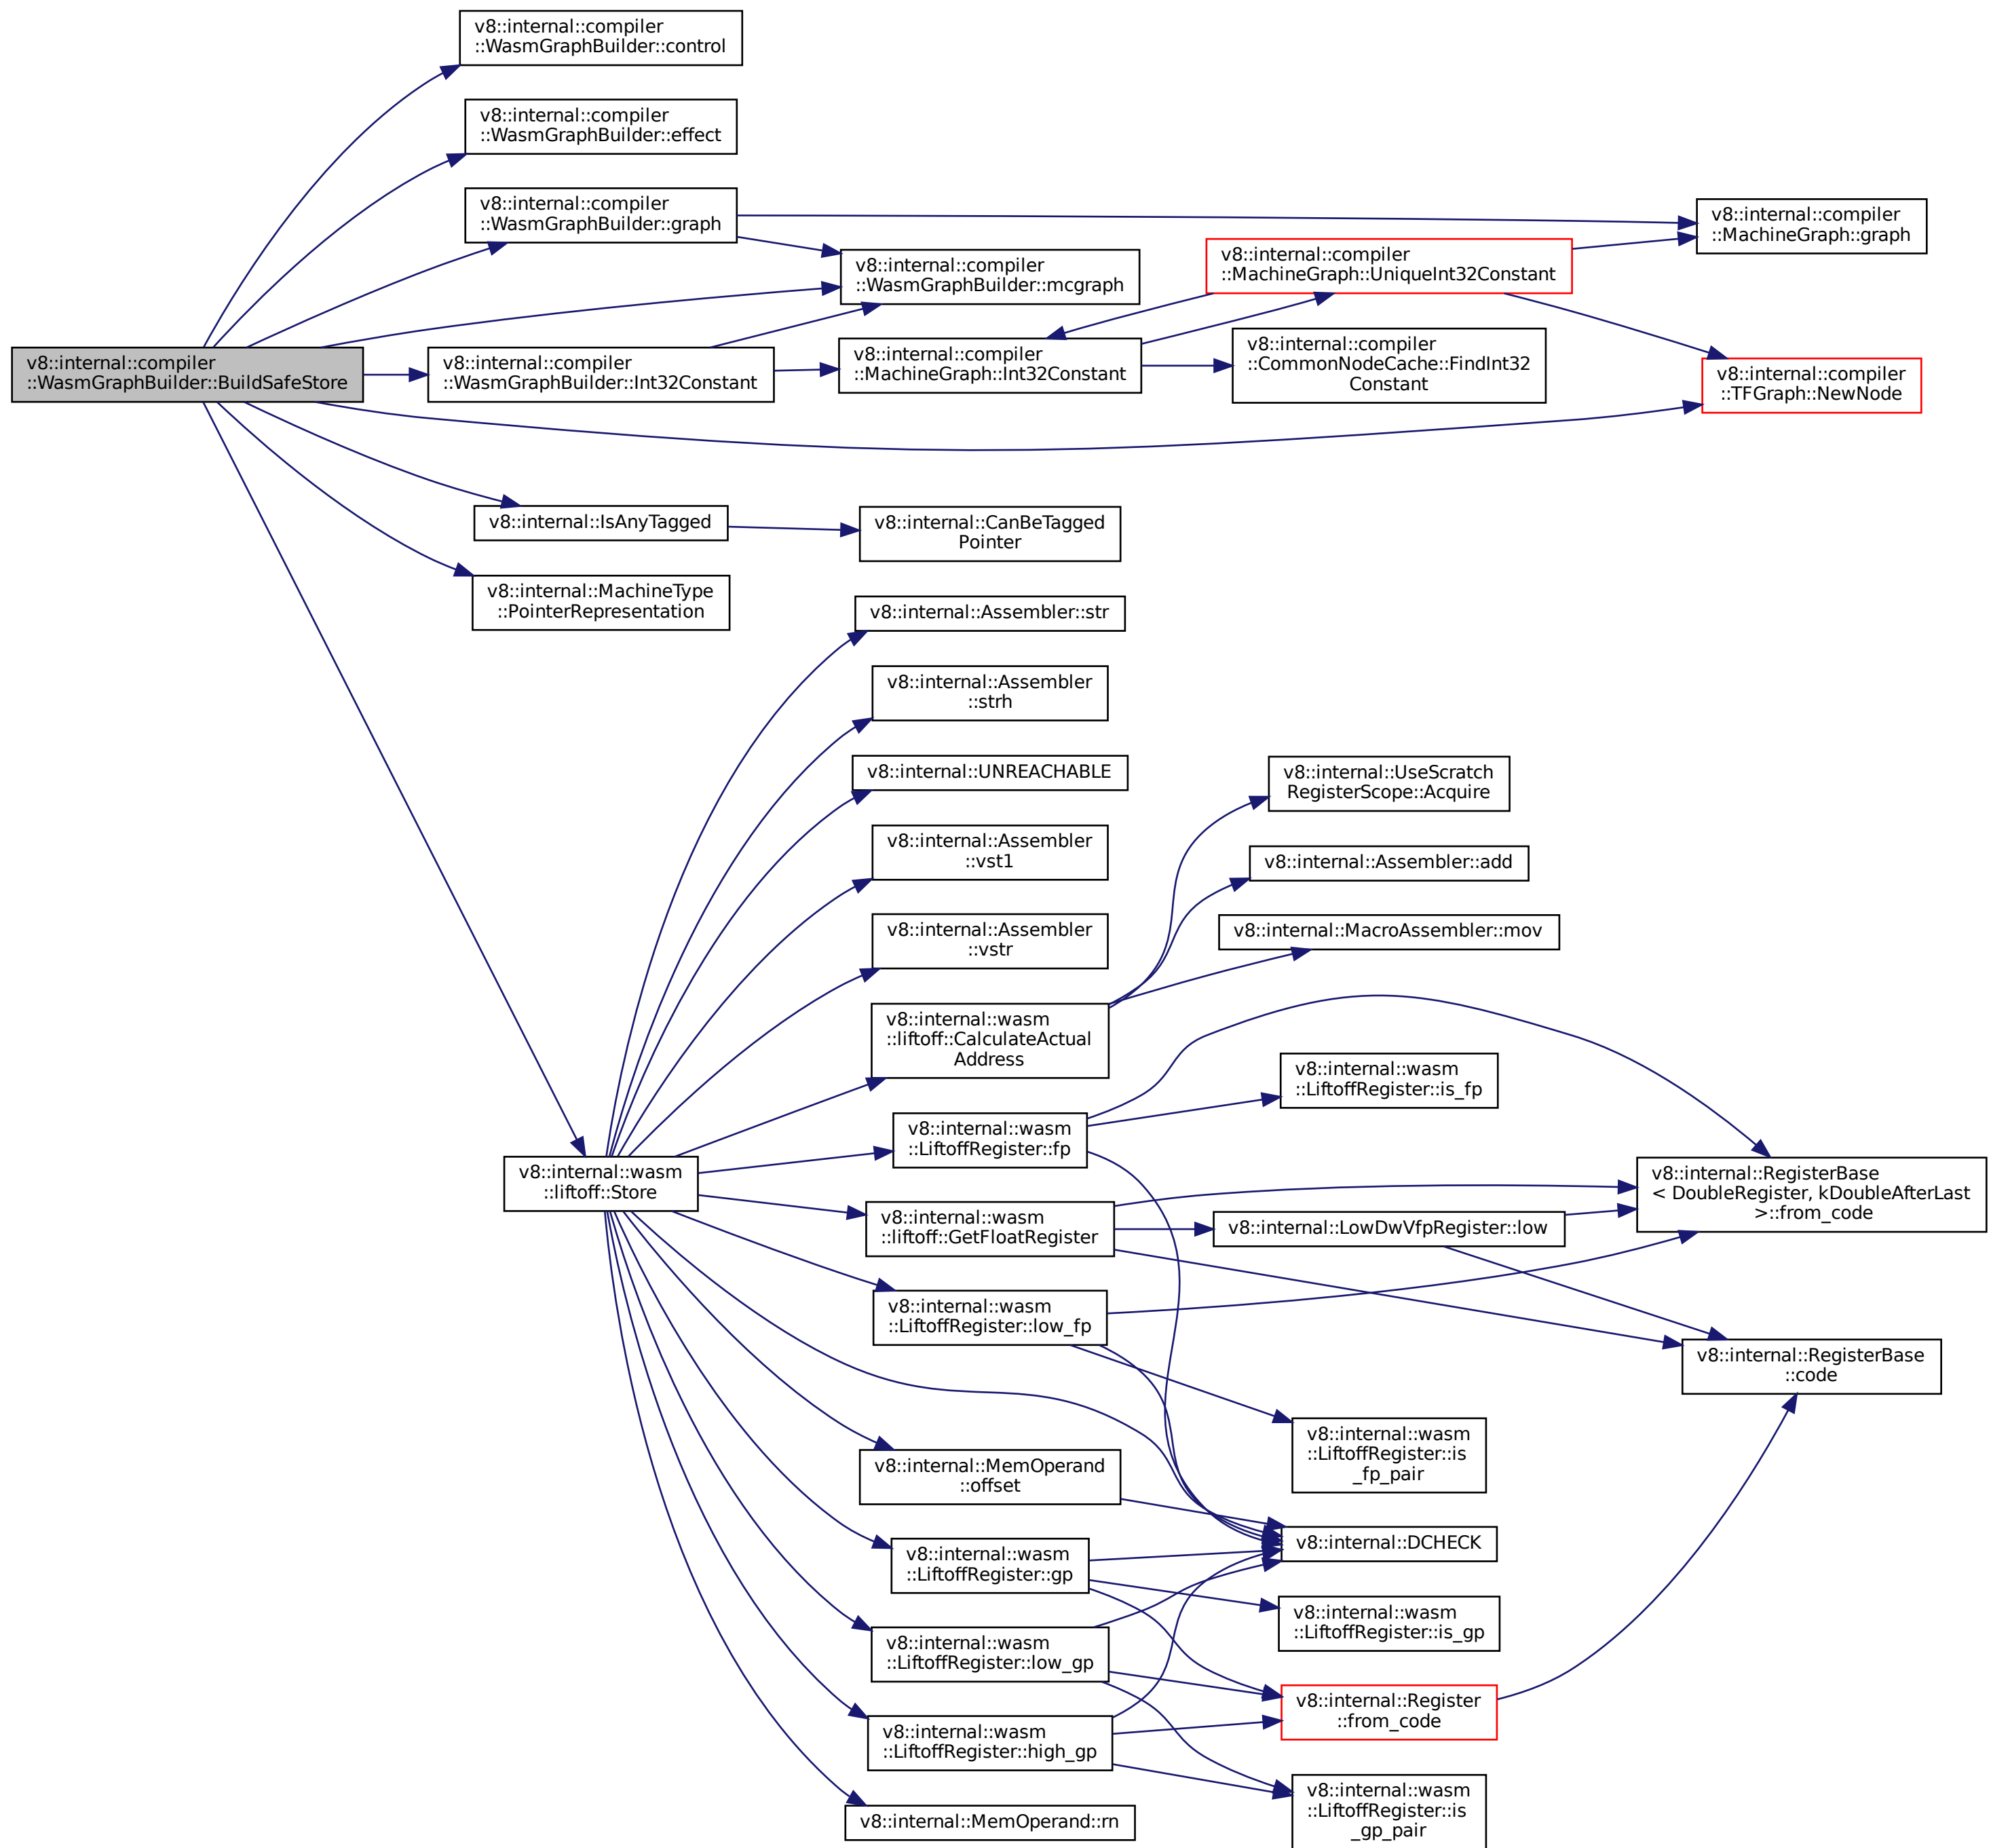 v8::internal::compiler
::WasmGraphBuilder::control
v8::internal::compiler
::WasmGraphBuilder::effect
v8::internal::compiler
::WasmGraphBuilder::graph
v8::internal::compiler
::MachineGraph::graph
v8::internal::compiler
::MachineGraph::UniqueInt32Constant
v8::internal::compiler
::WasmGraphBuilder::mcgraph
v8::internal::compiler
::WasmGraphBuilder::BuildSafeStore
v8::internal::compiler
::WasmGraphBuilder::Int32Constant
v8::internal::compiler
::MachineGraph::Int32Constant
v8::internal::compiler
::CommonNodeCache::FindInt32
Constant
v8::internal::compiler
::TFGraph::NewNode
v8::internal::IsAnyTagged
v8::internal::CanBeTagged
Pointer
v8::internal::MachineType
::PointerRepresentation
v8::internal::Assembler::str
v8::internal::Assembler
::strh
v8::internal::UNREACHABLE
v8::internal::UseScratch
RegisterScope::Acquire
v8::internal::Assembler
::vst1
v8::internal::Assembler::add
v8::internal::Assembler
::vstr
v8::internal::MacroAssembler::mov
v8::internal::wasm
::liftoff::CalculateActual
Address
v8::internal::wasm
::LiftoffRegister::is_fp
v8::internal::wasm
::LiftoffRegister::fp
v8::internal::wasm
::liftoff::Store
v8::internal::RegisterBase
< DoubleRegister, kDoubleAfterLast
>::from_code
v8::internal::wasm
::liftoff::GetFloatRegister
v8::internal::LowDwVfpRegister::low
v8::internal::wasm
::LiftoffRegister::low_fp
v8::internal::RegisterBase
::code
v8::internal::wasm
::LiftoffRegister::is
_fp_pair
v8::internal::MemOperand
::offset
v8::internal::DCHECK
v8::internal::wasm
::LiftoffRegister::gp
v8::internal::wasm
::LiftoffRegister::is_gp
v8::internal::wasm
::LiftoffRegister::low_gp
v8::internal::Register
::from_code
v8::internal::wasm
::LiftoffRegister::high_gp
v8::internal::wasm
::LiftoffRegister::is
_gp_pair
v8::internal::MemOperand::rn